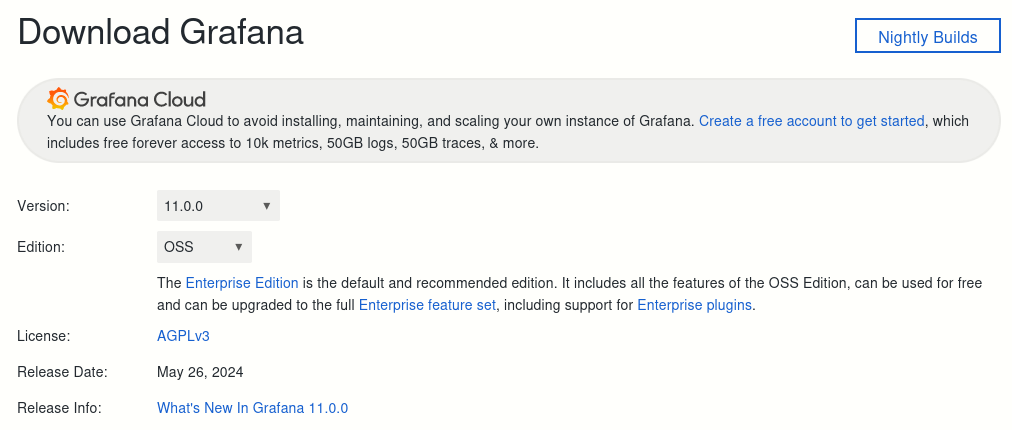 Download Grafana
Nightly Builds
Grafana Cloud
You can use Grafana Cloud to avoid installing, maintaining, and scaling your own instance of Grafana. Create a free account to get started, which
includes free forever access to 10k metrics, 50GB logs, 50GB traces, & more.
Version: 11.0.0
Edition: OSS
The Enterprise Edition is the default and recommended edition. It includes all the features of the OSS Edition, can be used for free
and can be upgraded to the full Enterprise feature set, including support for Enterprise plugins.
License: AGPLv3
Release Date: May 26, 2024
Release Info: What's New In Grafana 11.0.0